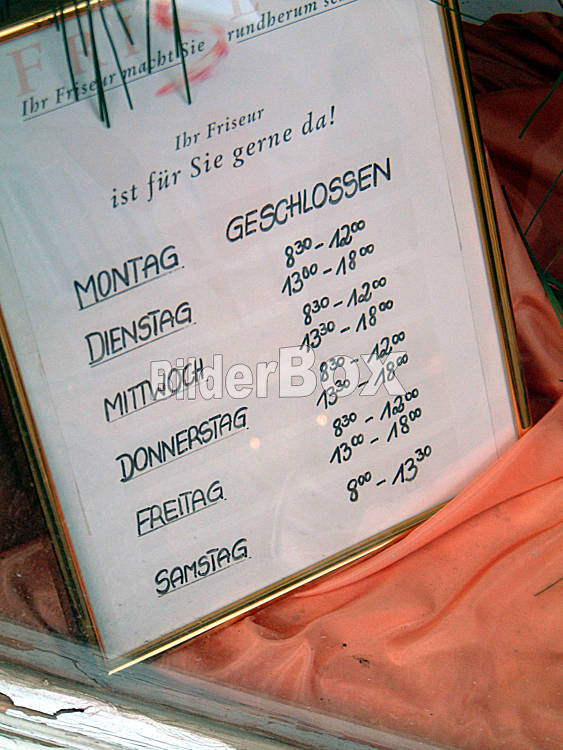 FRISE
Ihr Friseur macht Sie rundherum
Ihr Friseur
ist für Sie gerne da!
MONTAG GESCHLOSSEN
DIENSTAG 8³⁰ - 12⁰⁰
13⁰⁰ - 18⁰⁰
MITTWOCH 8³⁰ - 12⁰⁰
13³⁰ - 18⁰⁰
DONNERSTAG 8³⁰ - 12⁰⁰
13³⁰ - 18⁰⁰
FREITAG 8³⁰ - 12⁰⁰
13⁰⁰ - 18⁰⁰
SAMSTAG 8⁰⁰ - 13³⁰
BilderBox